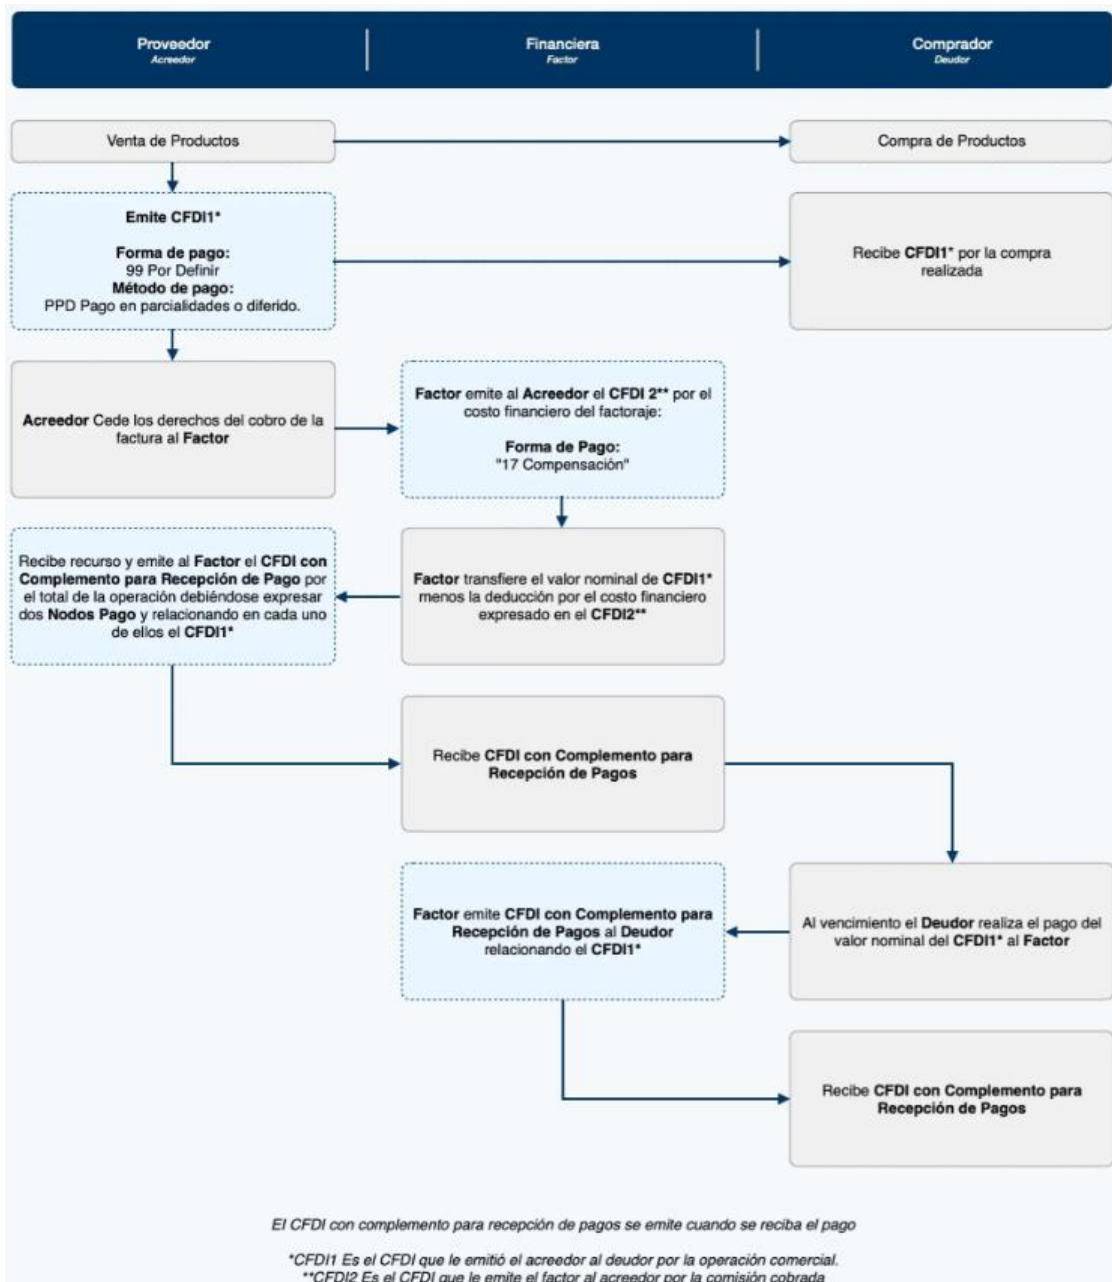 Proveedor
Acreedor
Financiera
Factor
Comprador
Deudor
Venta de Productos
Compra de Productos
Emite CFDI1*
Forma de pago:
99 Por Definir
Método de pago:
PPD Pago en parcialidades o diferido.
Recibe CFDI1* por la compra
realizada
Acreedor Cede los derechos del cobro de la
factura al Factor
Factor emite al Acreedor el CFDI 2** por el
costo financiero del factoraje:
Forma de Pago:
"17 Compensación"
Recibe recurso y emite al Factor el CFDI con
Complemento para Recepción de Pago por
el total de la operación debiéndose expresar
dos Nodos Pago y relacionando en cada uno
de ellos el CFDI1*
Factor transfiere el valor nominal de CFDI1*
menos la deducción por el costo financiero
expresado en el CFDI2**
Recibe CFDI con Complemento para
Recepción de Pagos
Factor emite CFDI con Complemento para
Recepción de Pagos al Deudor
relacionando el CFDI1*
Al vencimiento el Deudor realiza el pago del
valor nominal del CFDI1* al Factor
Recibe CFDI con Complemento para
Recepción de Pagos
El CFDI con complemento para recepción de pagos se emite cuando se reciba el pago
*CFDI1 Es el CFDI que le emitió el acreedor al deudor por la operación comercial.
**CFDI2 Es el CFDI que le emite el factor al acreedor por la comisión cobrada